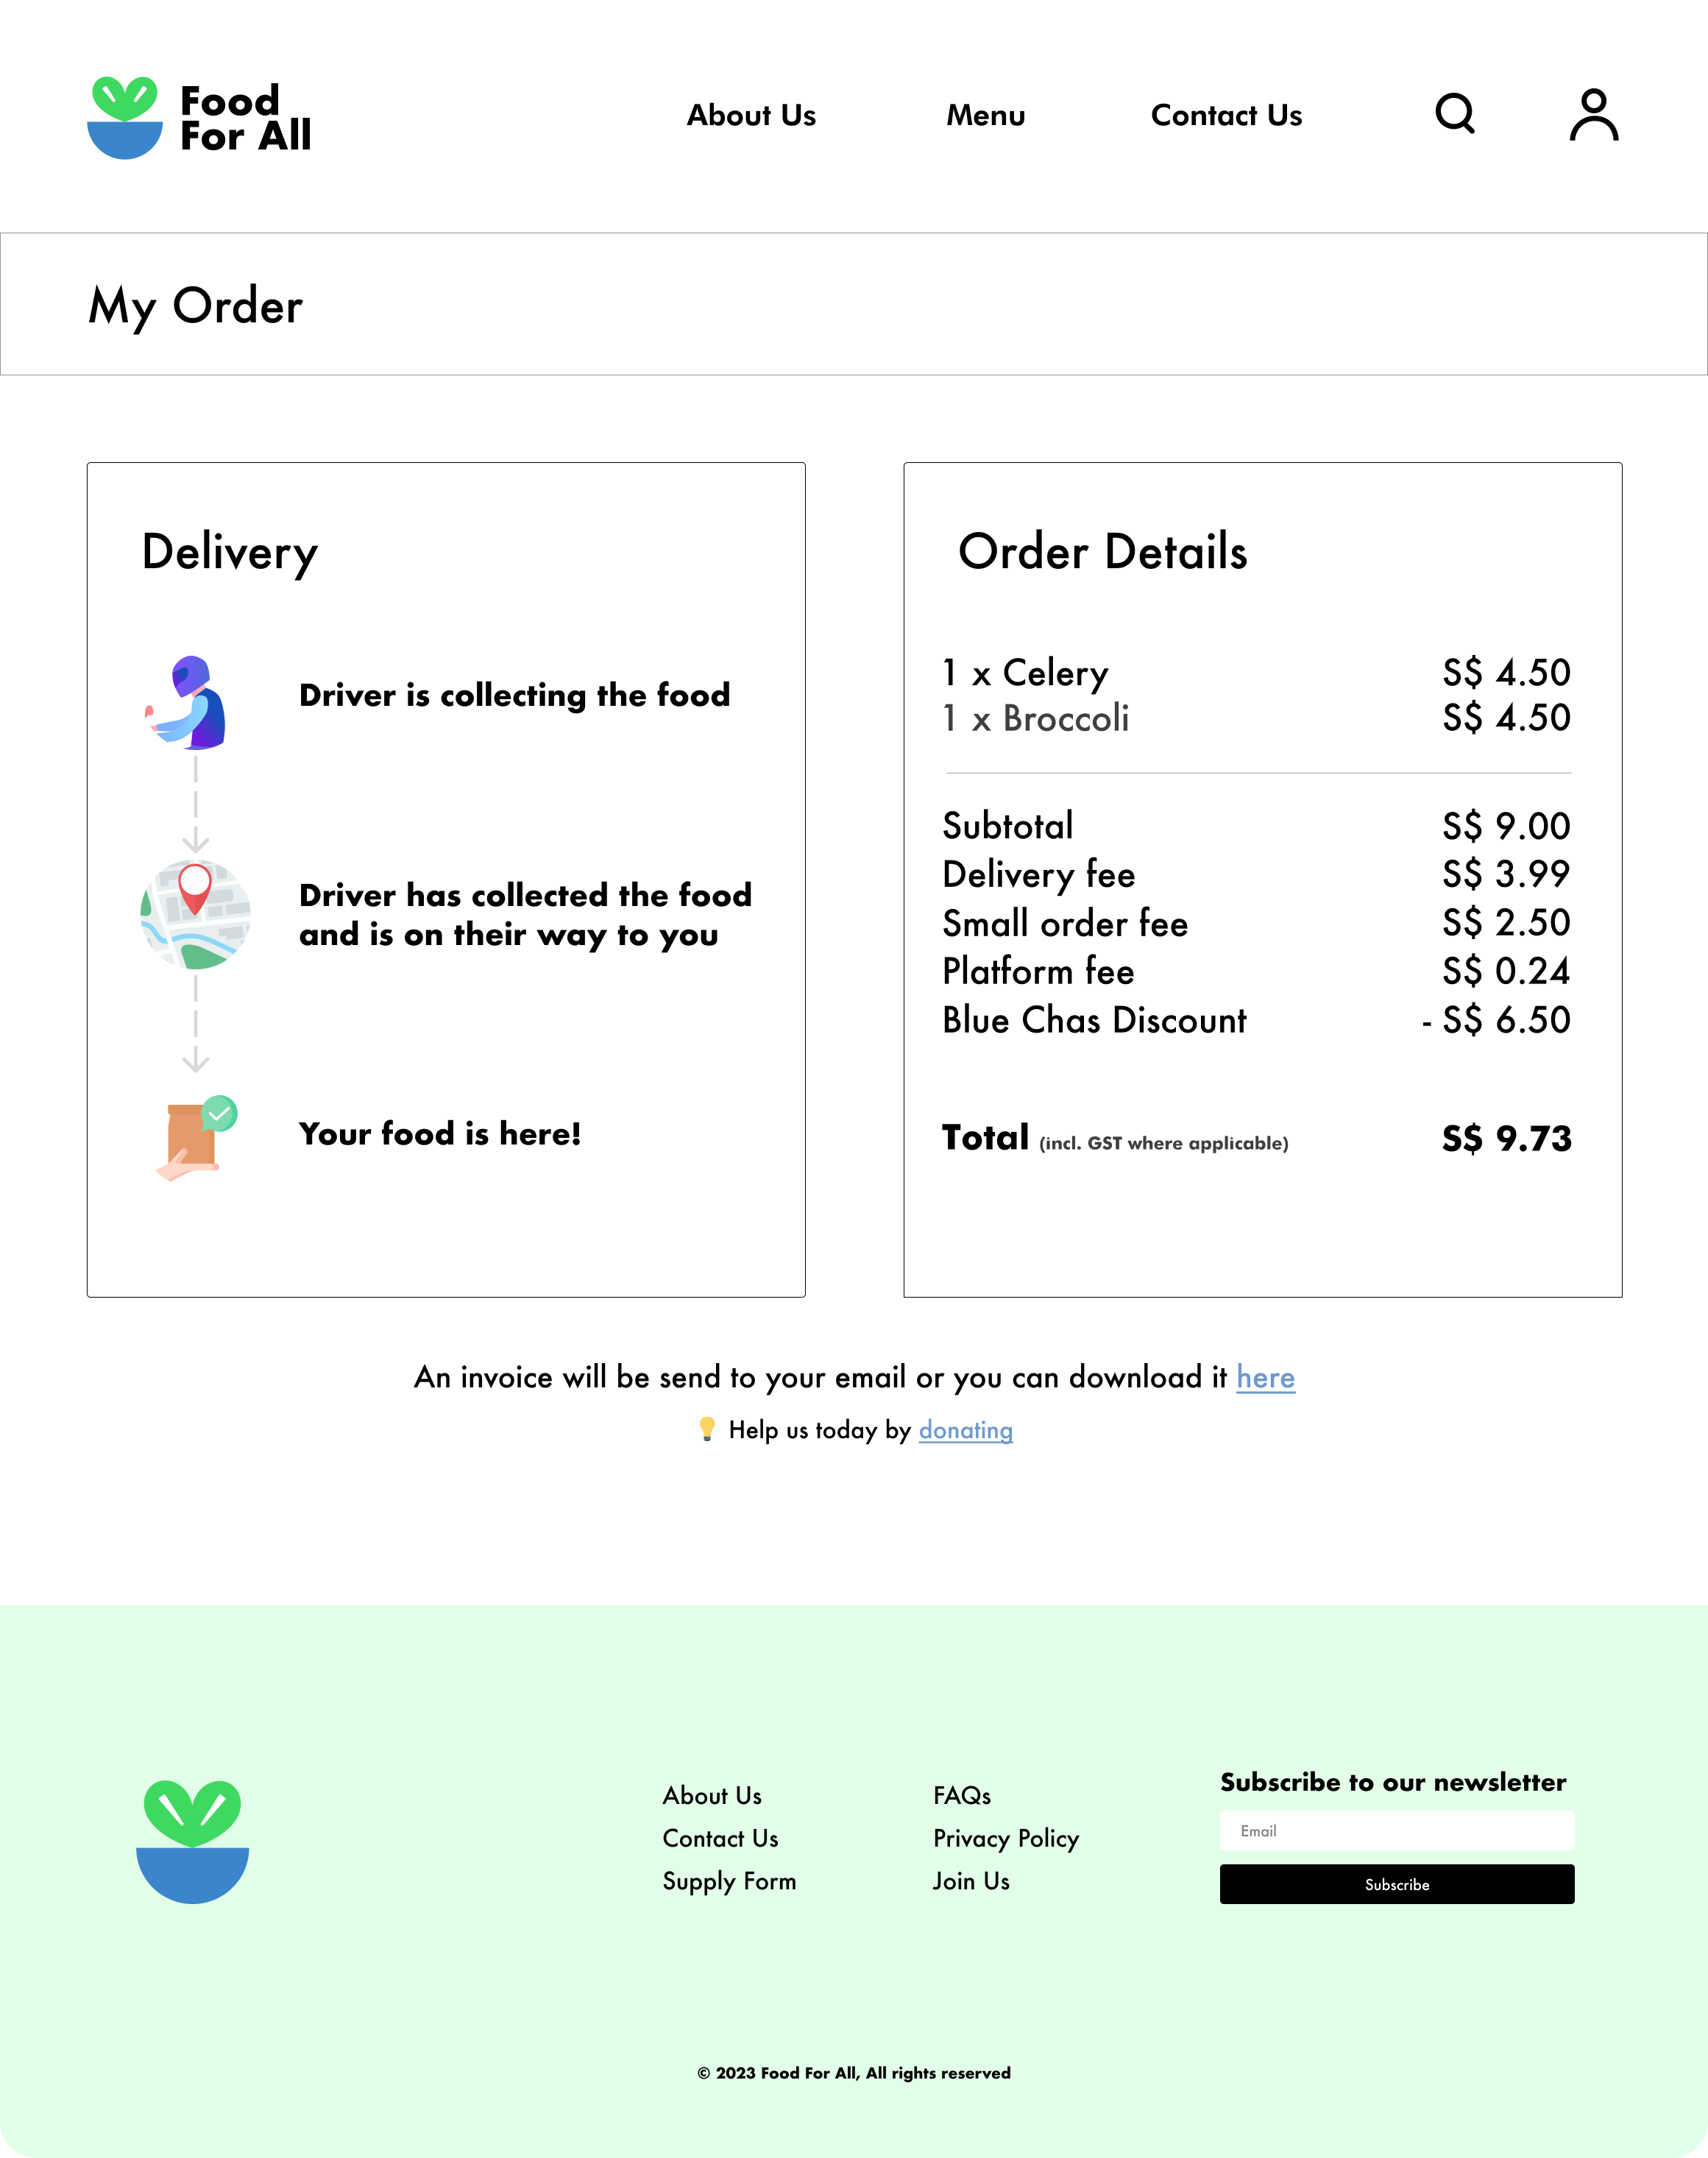 Food
For All
About Us
Menu
Contact Us
My Order
Delivery
Driver is collecting the food
Driver has collected the food
and is on their way to you
Your food is here!
Order Details
1 x Celery S$ 4.50
1 x Broccoli S$ 4.50
Subtotal S$ 9.00
Delivery fee S$ 3.99
Small order fee S$ 2.50
Platform fee S$ 0.24
Blue Chas Discount - S$ 6.50
Total (incl. GST where applicable) S$ 9.73
An invoice will be send to your email or you can download it here
Help us today by donating
About Us
Contact Us
Supply Form
FAQs
Privacy Policy
Join Us
Subscribe to our newsletter
Email
Subscribe
© 2023 Food For All, All rights reserved